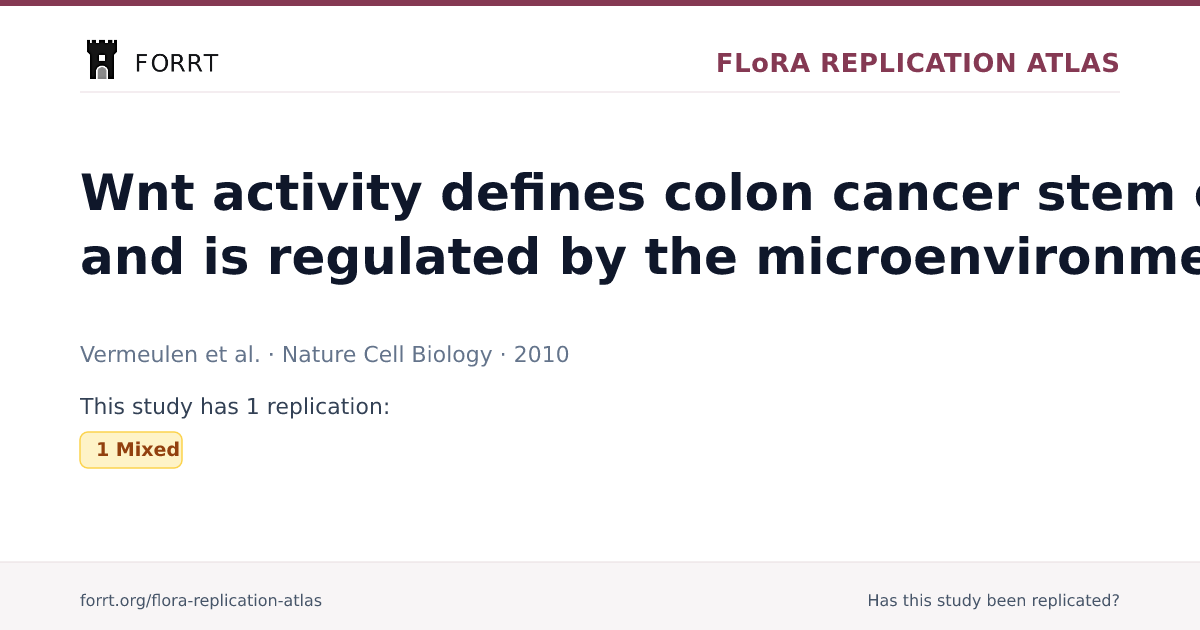 FORRT
FLoRA REPLICATION ATLAS
Wnt activity defines colon cancer stem
and is regulated by the microenvironme
Vermeulen et al. · Nature Cell Biology · 2010
This study has 1 replication:
1 Mixed
forrt.org/flora-replication-atlas
Has this study been replicated?